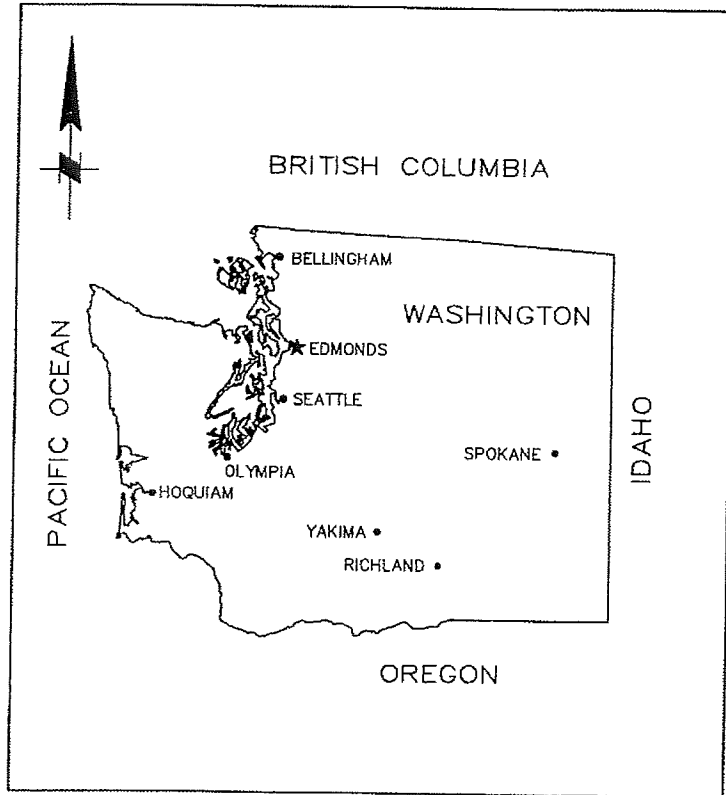 BRITISH COLUMBIA
BELLINGHAM
WASHINGTON
EDMONDS
SEATTLE
PACIFIC OCEAN
IDAHO
SPOKANE
OLYMPIA
HOQUIAM
YAKIMA
RICHLAND
OREGON